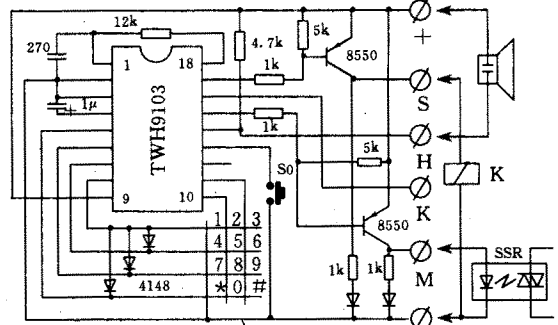 12k
5k
+
270
4.7k
8550
1
18
1k
S
1μ
+
TWH9103
1k
H
5k
S0
K
K
9
10
8550
1 2 3
4 5 6
7 8 9
* 0 #
4148
1k
1k
M
SSR